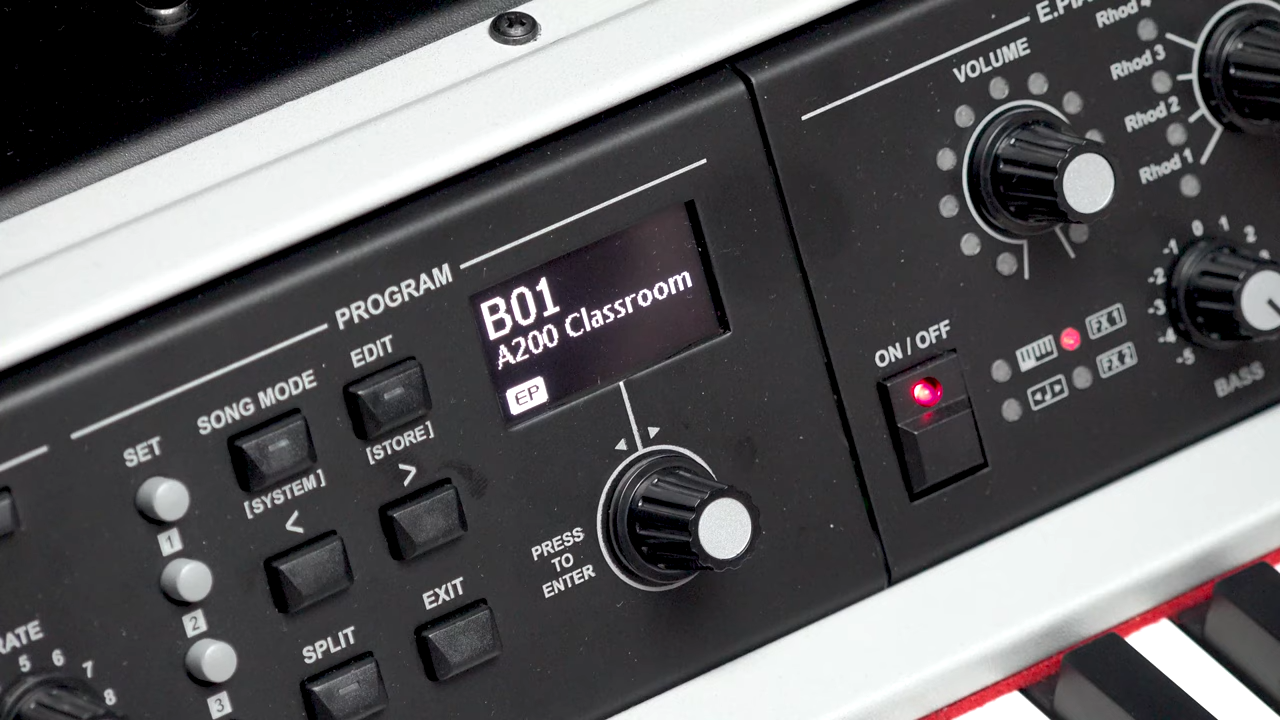 E.PIA
Rhod 4
Rhod 3
Rhod 2
Rhod 1
VOLUME
PROGRAM
B01
A200 Classroom
EP
EDIT
SONG MODE
[STORE]
>
[SYSTEM]
<
SET
1
2
3
SPLIT
EXIT
PRESS
TO
ENTER
ON / OFF
FX 1
FX 2
-5 -4 -3 -2 -1 0 1 2
BASS
RATE
5 6 7 8